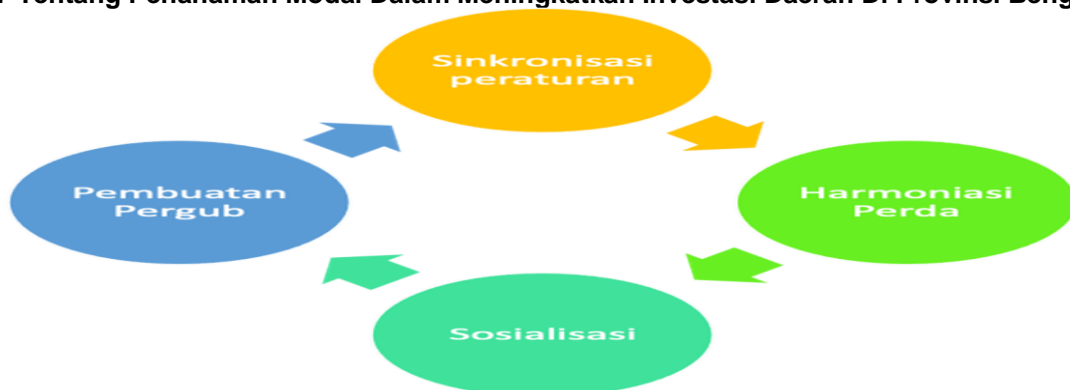 Tentang Penanaman Modal Dalam Meningkatkan Investasi Daerah Di Provinsi
Sinkronisasi
peraturan
Pembuatan
Pergub
Harmoniasi
Perda
Sosialisasi